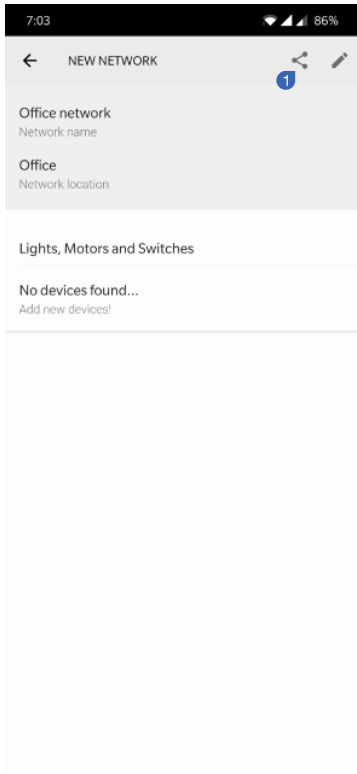 7:03 86%
NEW NETWORK
1
Office network
Network name
Office
Network location
Lights, Motors and Switches
No devices found...
Add new devices!